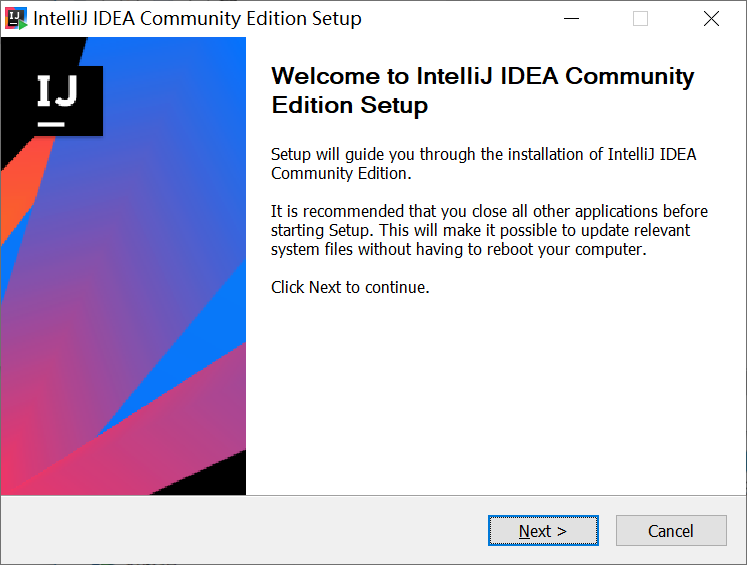 IntelliJ IDEA Community Edition Setup
IJ
Welcome to IntelliJ IDEA Community
Edition Setup
Setup will guide you through the installation of IntelliJ IDEA
Community Edition.
It is recommended that you close all other applications before
starting Setup. This will make it possible to update relevant
system files without having to reboot your computer.
Click Next to continue.
Next >
Cancel